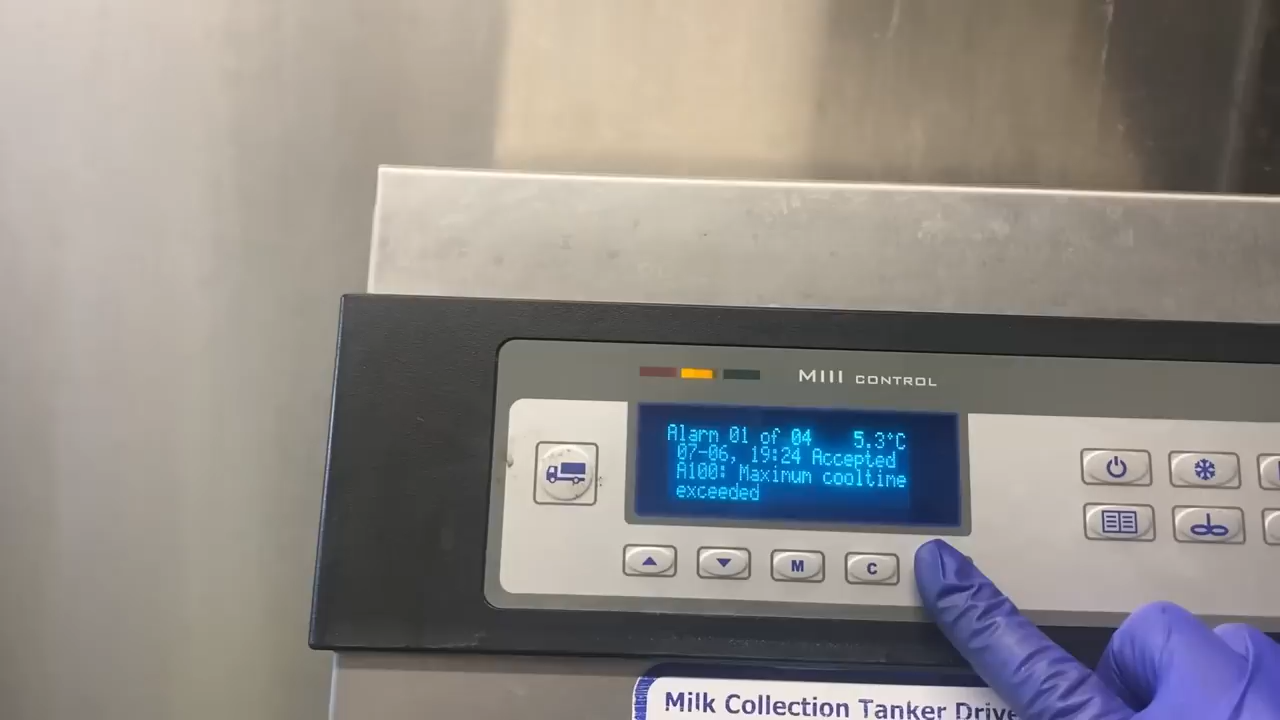 MIII CONTROL
Alarm 01 of 04 5.3°C
07-06, 19:24 Accepted
A100: Maximum cooltime
exceeded
M
C
Milk Collection Tanker